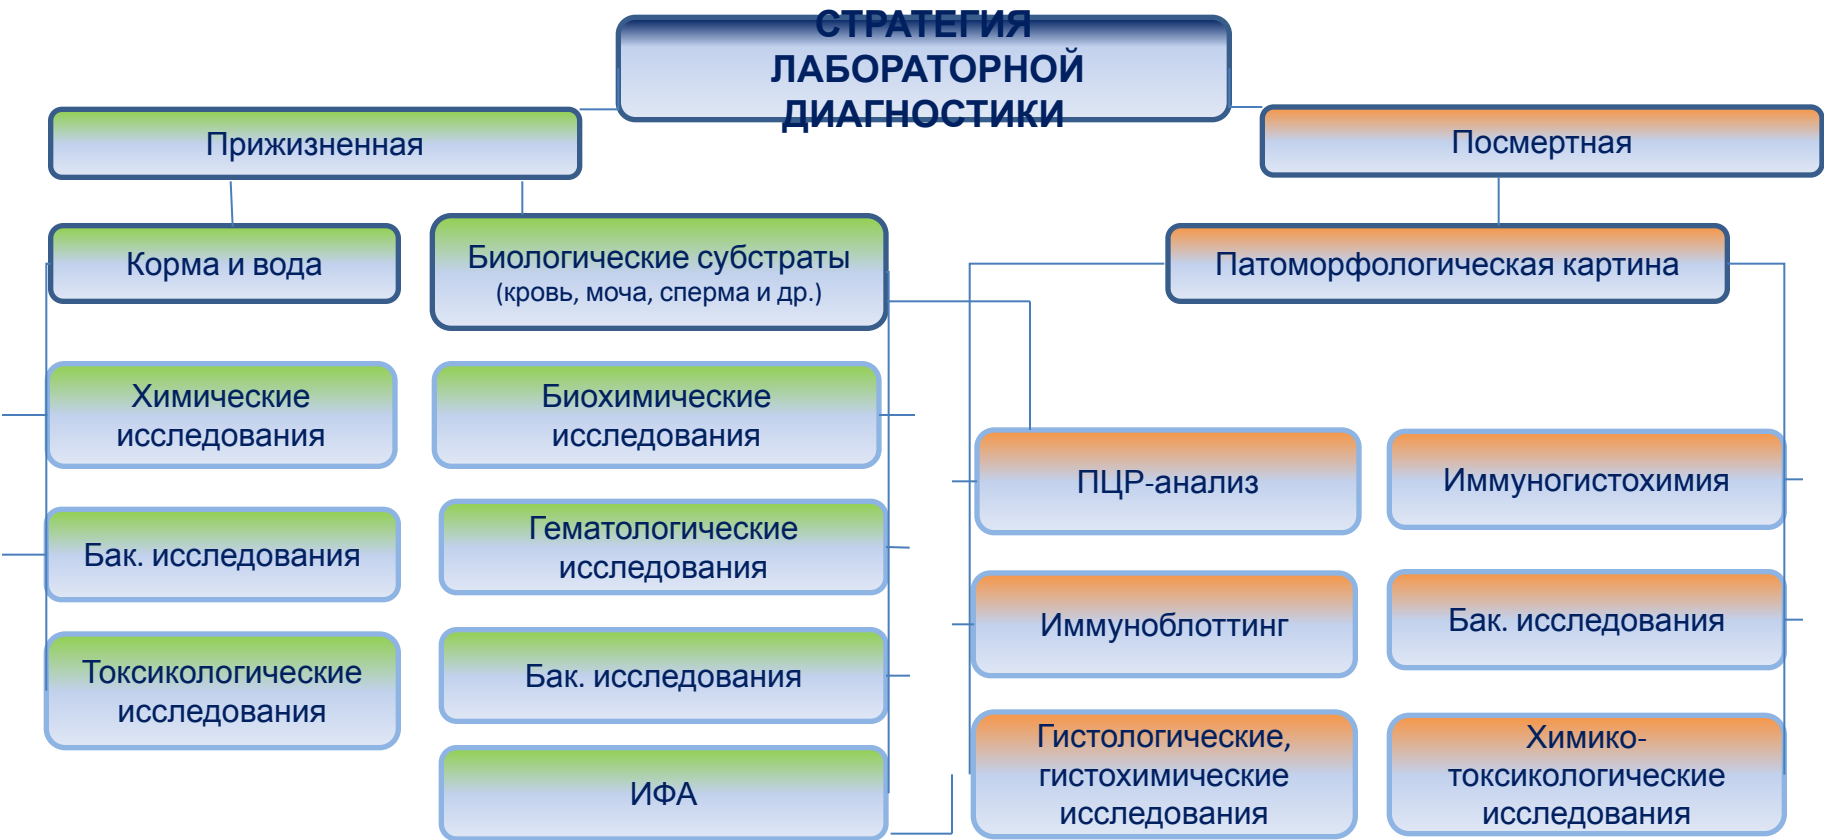 СТРАТЕГИЯ
ЛАБОРАТОРНОЙ
ДИАГНОСТИКИ
Прижизненная
Посмертная
Корма и вода
Биологические субстраты
(кровь, моча, сперма и др.)
Патоморфологическая картина
Химические
исследования
Биохимические
исследования
ПЦР-анализ
Иммуногистохимия
Бак. исследования
Гематологические
исследования
Иммуноблоттинг
Бак. исследования
Токсикологические
исследования
Бак. исследования
Гистологические,
гистохимические
исследования
Химико-
токсикологические
исследования
ИФА